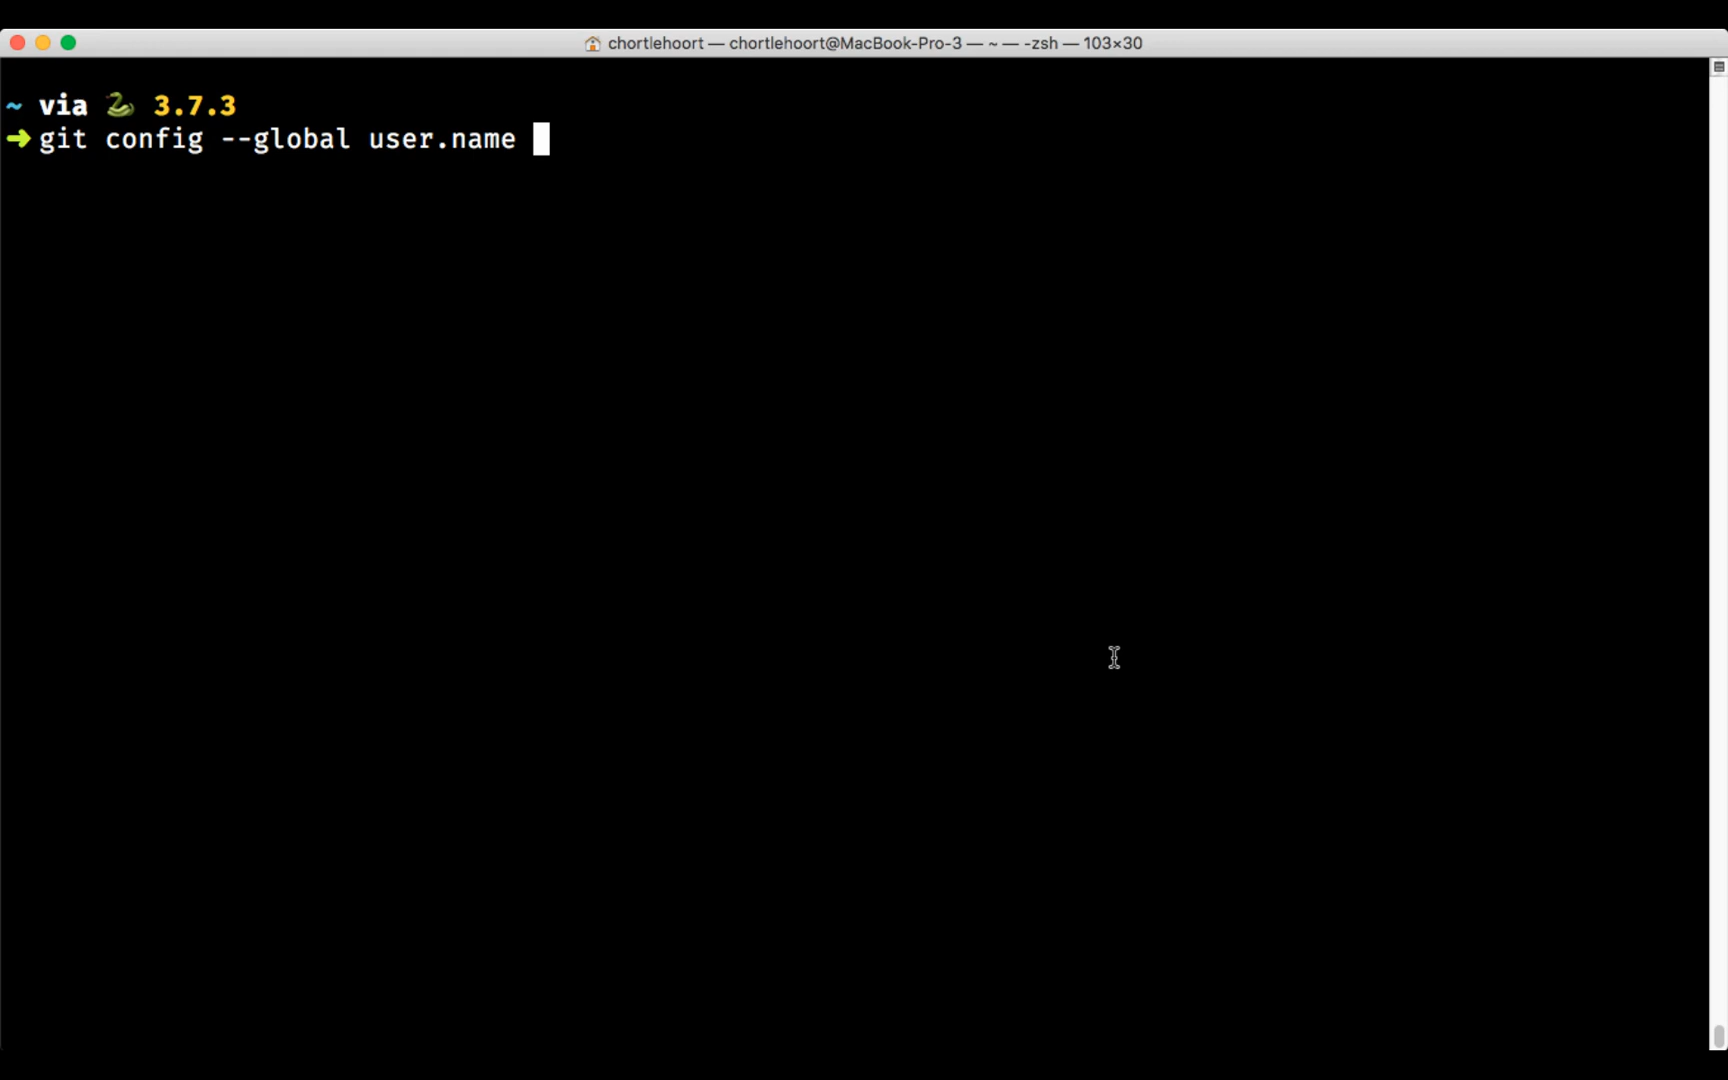 chortlehoort — chortlehoort@MacBook-Pro-3 — ~ — -zsh — 103×30
~ via 🐍 3.7.3
➜ git config --global user.name